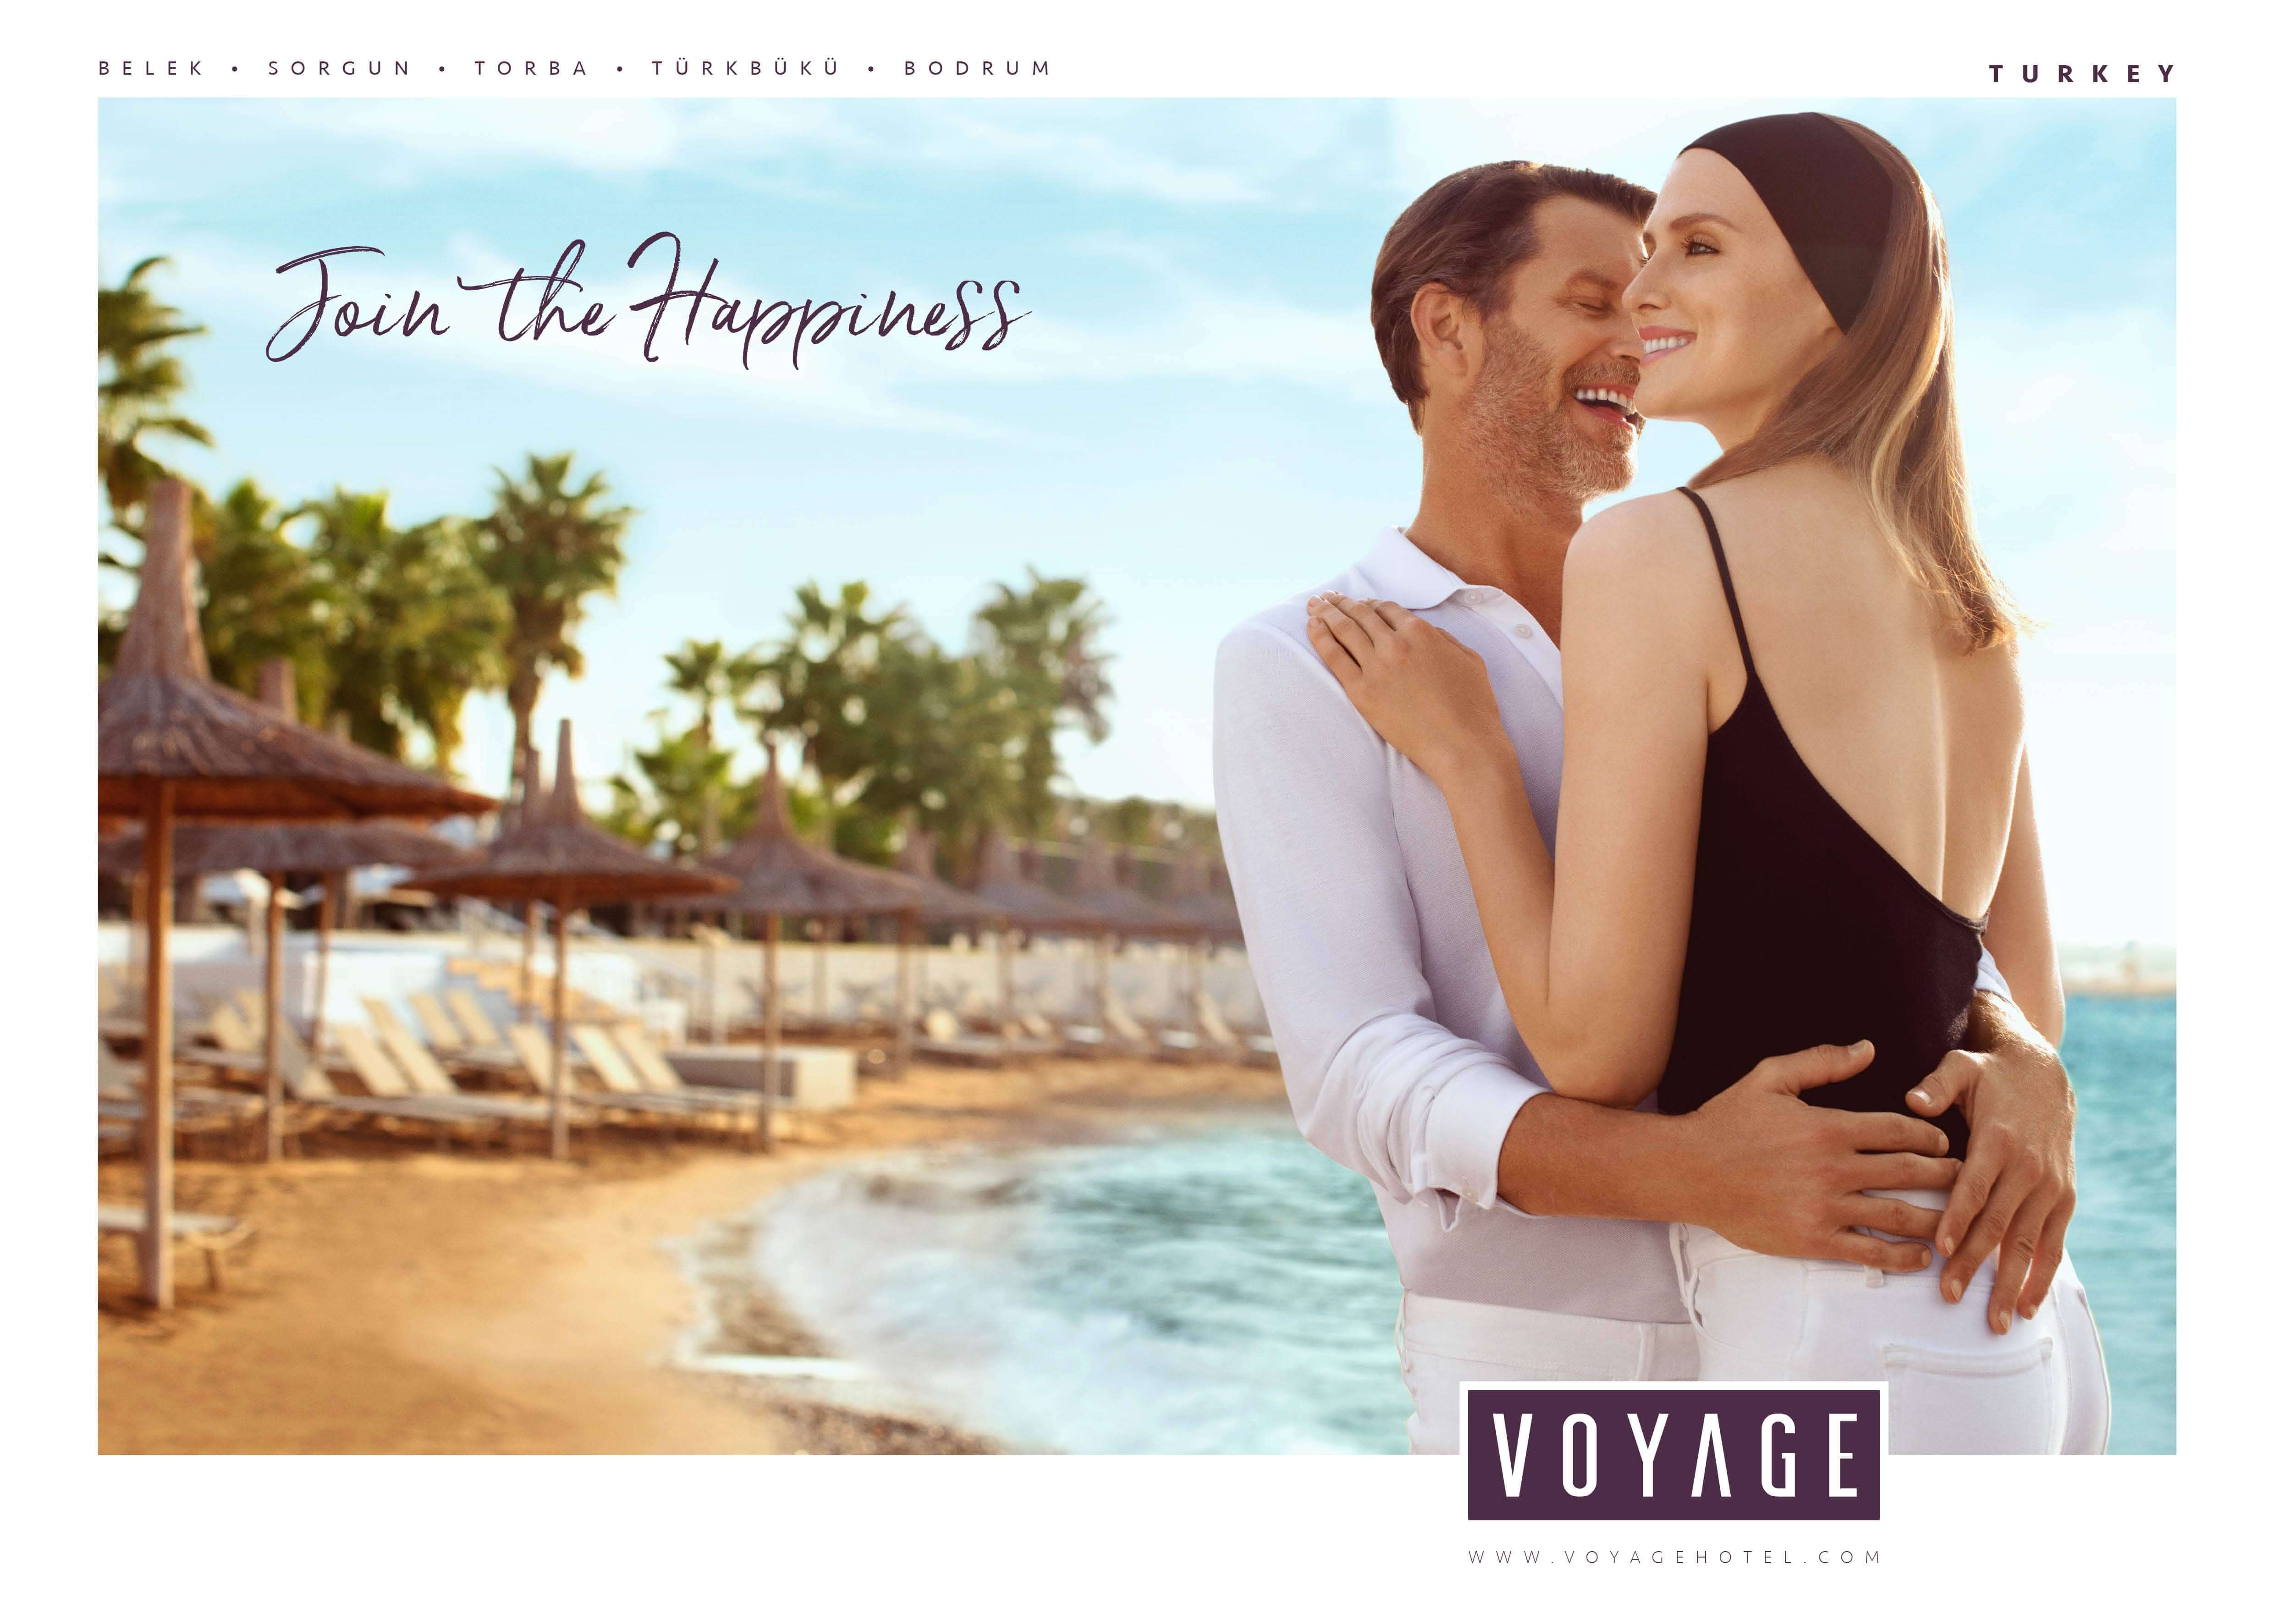 BELEK • SORGUN • TORBA • TÜRKBÜKÜ • BODRUM
TURKEY
Join the Happiness
VOYAGE
WWW.VOYAGEHOTEL.COM